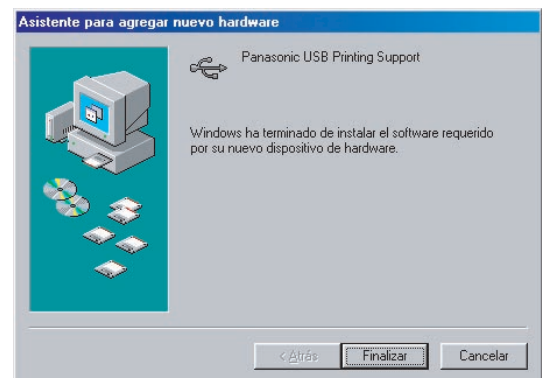 Asistente para agregar nuevo hardware
Panasonic USB Printing Support
Windows ha terminado de instalar el software requerido
por su nuevo dispositivo de hardware.
< Atrás
Finalizar
Cancelar